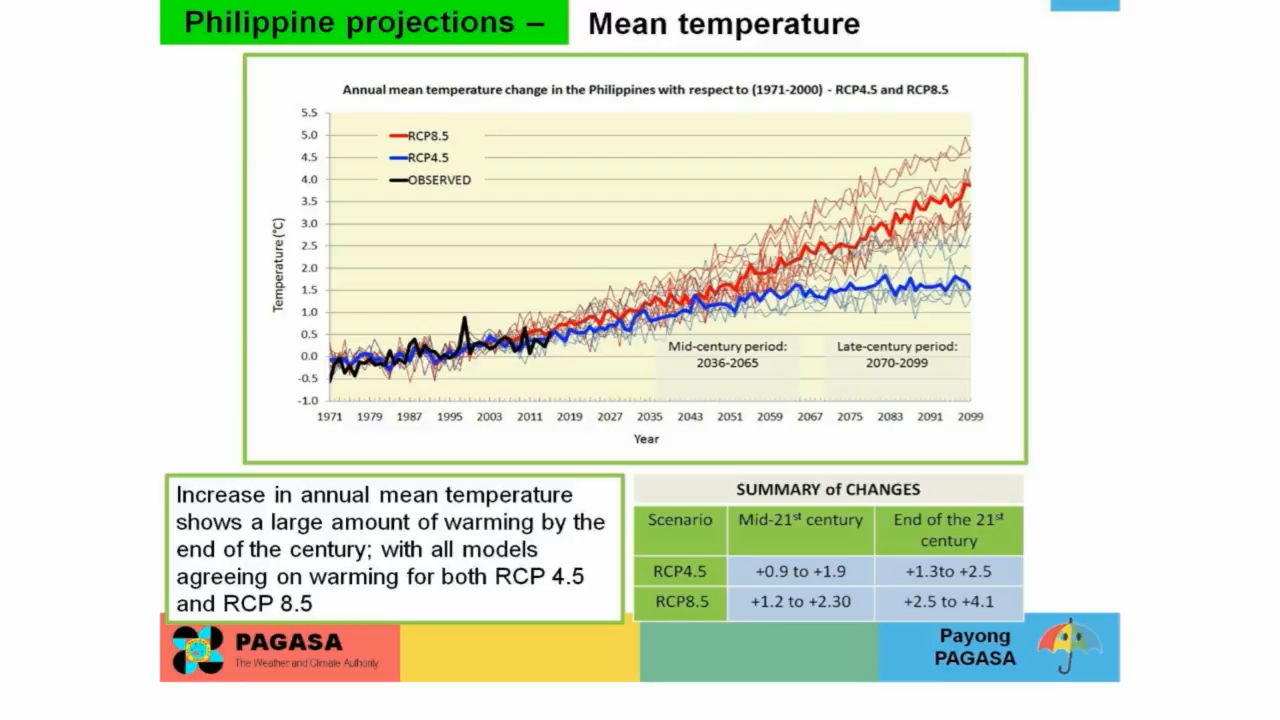 Philippine projections –
Mean temperature
Annual mean temperature change in the Philippines with respect to (1971-2000) - RCP4.5 and RCP8.5
5.5
5.0
4.5
4.0
3.5
3.0
2.5
2.0
1.5
1.0
0.5
0.0
-0.5
-1.0
Temperature (°C)
RCP8.5
RCP4.5
OBSERVED
Mid-century period:
2036-2065
Late-century period:
2070-2099
1971 1979 1987 1995 2003 2011 2019 2027 2035 2043 2051 2059 2067 2075 2083 2091 2099
Year
Increase in annual mean temperature
shows a large amount of warming by the
end of the century; with all models
agreeing on warming for both RCP 4.5
and RCP 8.5
SUMMARY of CHANGES
Scenario Mid-21st century End of the 21st
century
RCP4.5 +0.9 to +1.9 +1.3to +2.5
RCP8.5 +1.2 to +2.30 +2.5 to +4.1
PAGASA
The Weather and Climate Authority
Payong
PAGASA